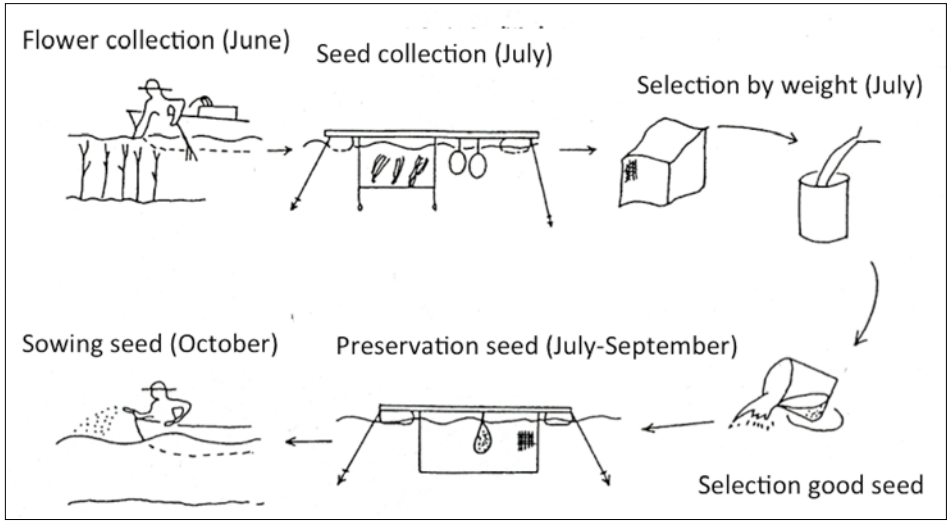 Flower collection (June)
Seed collection (July)
Selection by weight (July)
Selection good seed
Preservation seed (July-September)
Sowing seed (October)